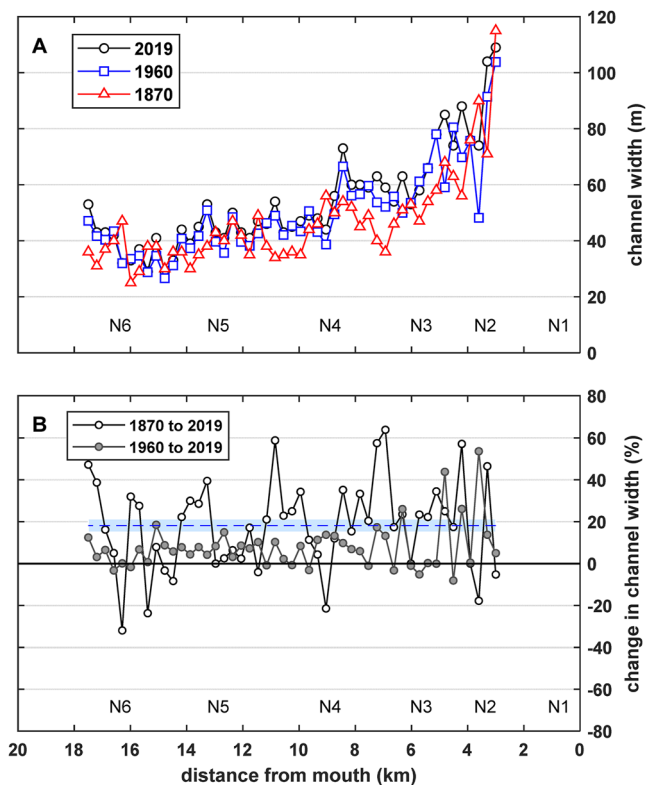 A
2019
1960
1870
120
100
80
60
40
20
0
channel width (m)
N6 N5 N4 N3 N2 N1
B
1870 to 2019
1960 to 2019
80
60
40
20
0
-20
-40
-60
-80
change in channel width (%)
N6 N5 N4 N3 N2 N1
20 18 16 14 12 10 8 6 4 2 0
distance from mouth (km)